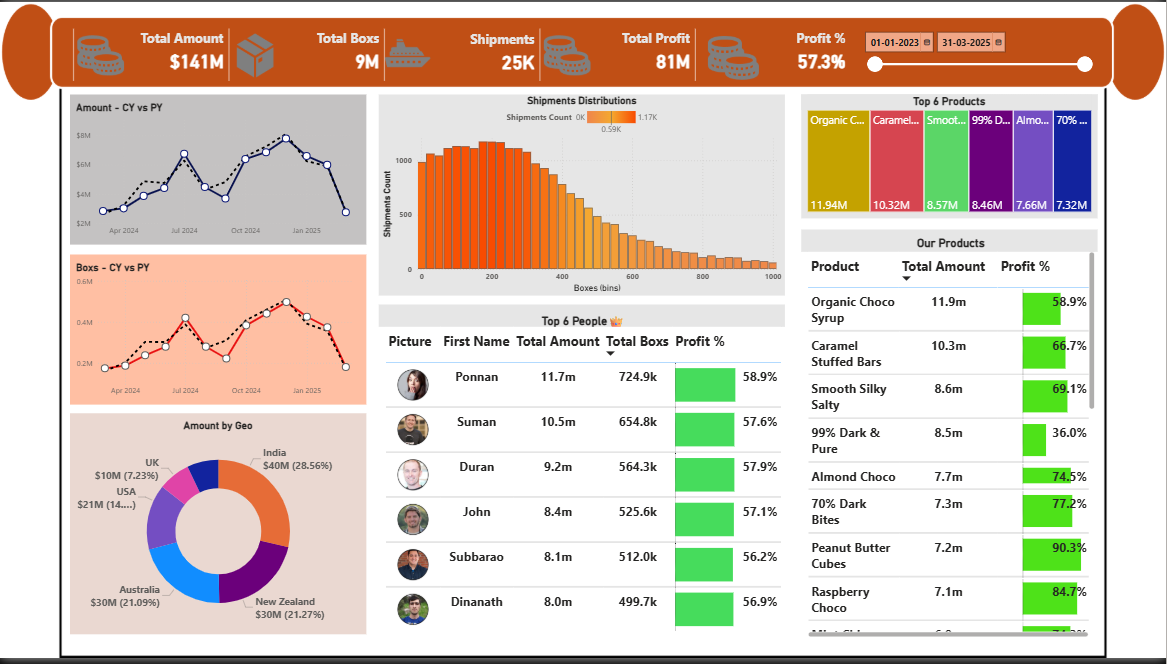 Total Amount
$141M
Total Boxs
9M
Shipments
25K
Total Profit
81M
Profit %
57.3%
01-01-2023
31-03-2025
Amount - CY vs PY
$8M
$6M
$4M
$2M
Apr 2024 Jul 2024 Oct 2024 Jan 2025
Boxs - CY vs PY
0.6M
0.4M
0.2M
Apr 2024 Jul 2024 Oct 2024 Jan 2025
Amount by Geo
India
$40M (28.56%)
UK
$10M (7.23%)
USA
$21M (14....)
Australia
$30M (21.09%)
New Zealand
$30M (21.27%)
Shipments Distributions
Shipments Count 0K 1.17K
0.59K
Shipments Count
1000
500
0
0 200 400 600 800 1000
Boxes (bins)
Top 6 People 👑
Picture First Name Total Amount Total Boxs Profit %
Ponnan 11.7m 724.9k 58.9%
Suman 10.5m 654.8k 57.6%
Duran 9.2m 564.3k 57.9%
John 8.4m 525.6k 57.1%
Subbarao 8.1m 512.0k 56.2%
Dinanath 8.0m 499.7k 56.9%
Top 6 Products
Organic C... Caramel... Smoot... 99% D... Almo... 70% ...
11.94M 10.32M 8.57M 8.46M 7.66M 7.32M
Our Products
Product Total Amount Profit %
Organic Choco 11.9m 58.9%
Syrup
Caramel 10.3m 66.7%
Stuffed Bars
Smooth Silky 8.6m 69.1%
Salty
99% Dark & 8.5m 36.0%
Pure
Almond Choco 7.7m 74.5%
70% Dark 7.3m 77.2%
Bites
Peanut Butter 7.2m 90.3%
Cubes
Raspberry 7.1m 84.7%
Choco